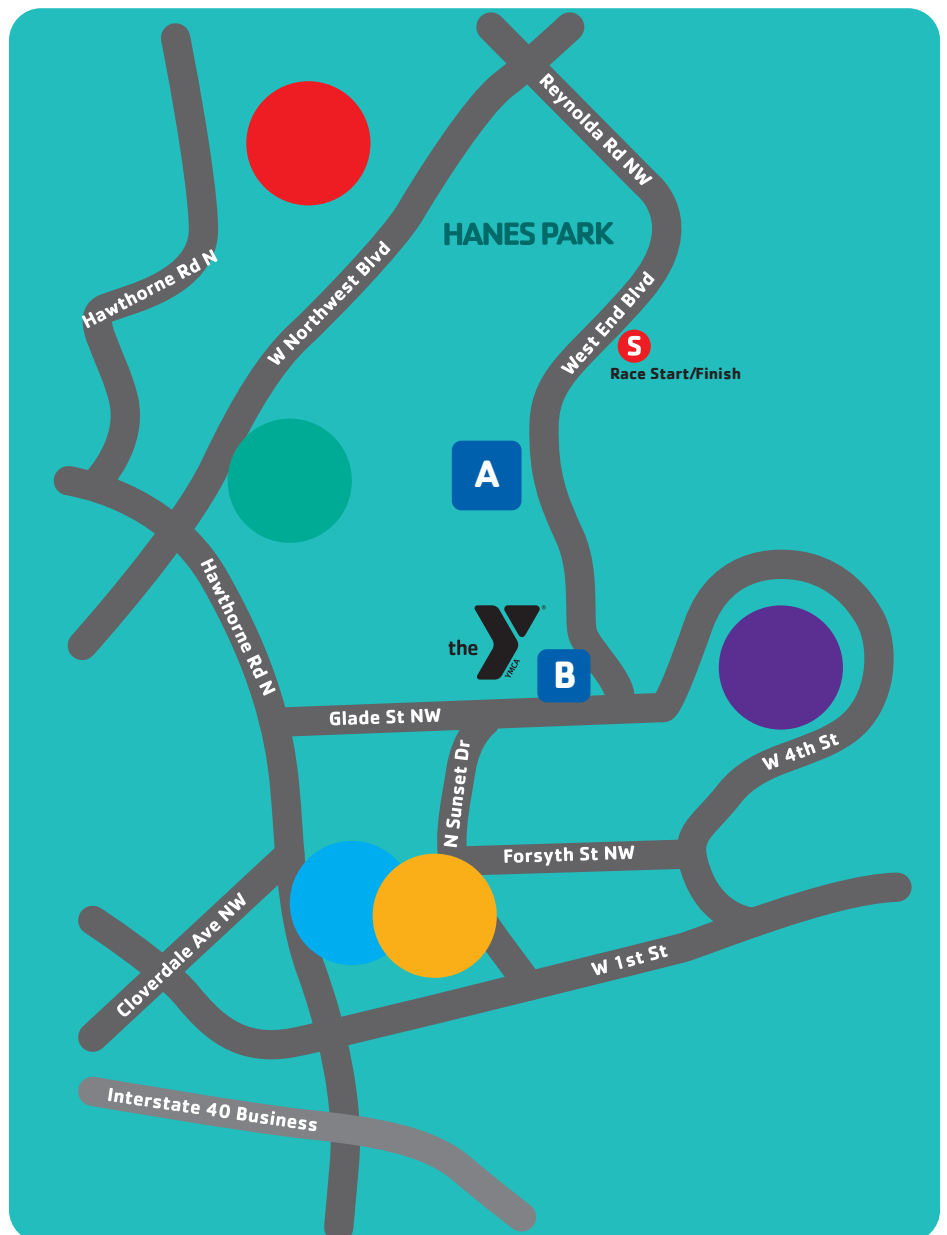 Reynolda Rd NW
HANES PARK
Hawthorne Rd N
W Northwest Blvd
West End Blvd
S
Race Start/Finish
A
Hawthorne Rd N
the
YMCA
®
B
Glade St NW
W 4th St
N Sunset Dr
Forsyth St NW
Cloverdale Ave NW
W 1st St
Interstate 40 Business